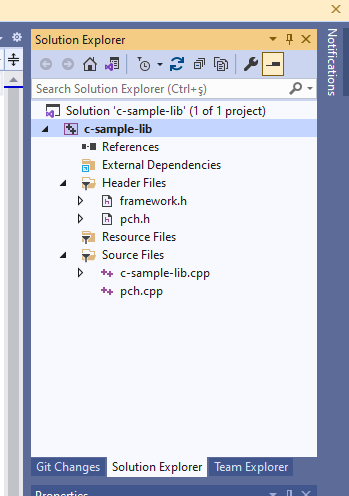 Solution Explorer
Notifications
Search Solution Explorer (Ctrl+ş)
Solution 'c-sample-lib' (1 of 1 project)
c-sample-lib
References
External Dependencies
Header Files
framework.h
pch.h
Resource Files
Source Files
c-sample-lib.cpp
pch.cpp
Git Changes Solution Explorer Team Explorer
Properties